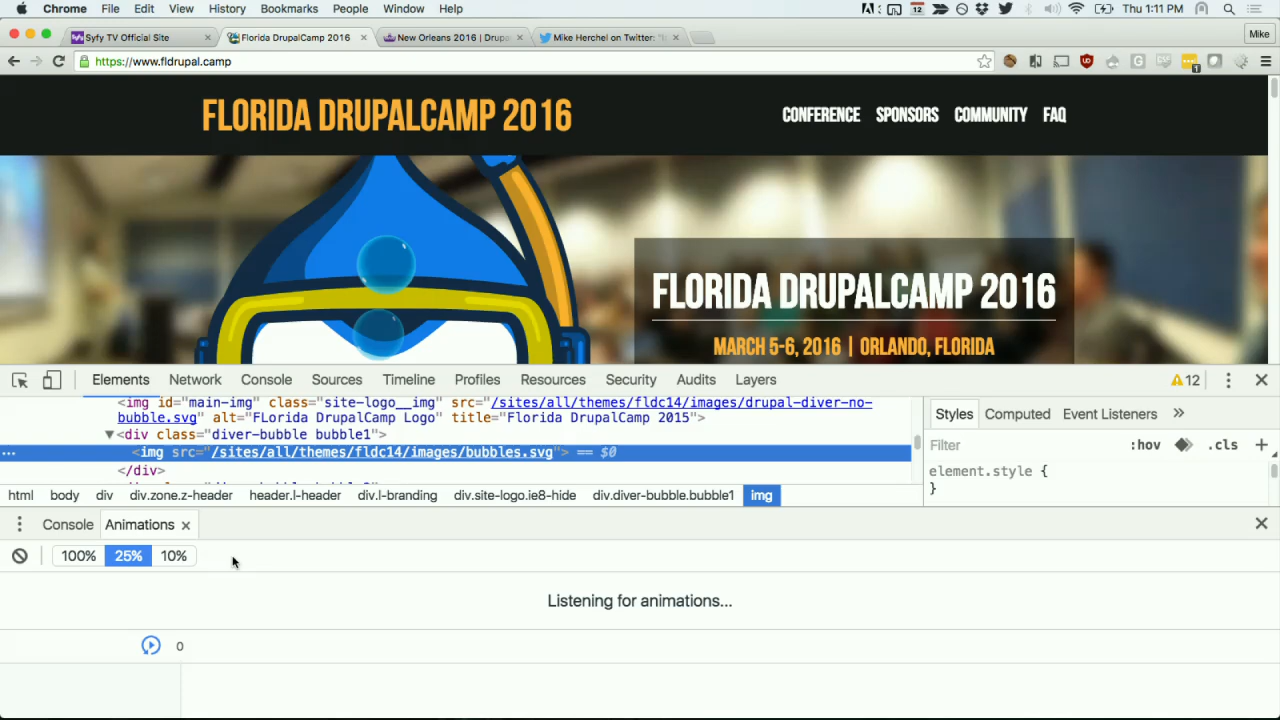 Chrome File Edit View History Bookmarks People Window Help 12 Thu 1:11 PM
Syfy TV Official Site × Florida DrupalCamp 2016 × New Orleans 2016 | Drupa × Mike Herchel on Twitter: "I × Mike
https://www.fldrupal.camp
FLORIDA DRUPALCAMP 2016 CONFERENCE SPONSORS COMMUNITY FAQ
FLORIDA DRUPALCAMP 2016
MARCH 5-6, 2016 | ORLANDO, FLORIDA
Elements Network Console Sources Timeline Profiles Resources Security Audits Layers 12
<img id="main-img" class="site-logo__img" src="/sites/all/themes/fldc14/images/drupal-diver-no-
bubble.svg" alt="FLorida DrupalCamp Logo" title="Florida DrupalCamp 2015">
▼<div class="diver-bubble bubble1">
<img src="/sites/all/themes/fldc14/images/bubbles.svg"> == $0
</div>
html body div div.zone.z-header header.l-header div.l-branding div.site-logo.ie8-hide div.diver-bubble.bubble1 img
Styles Computed Event Listeners »
Filter :hov .cls +
element.style {
}
Console Animations ×
100% 25% 10%
Listening for animations...
0